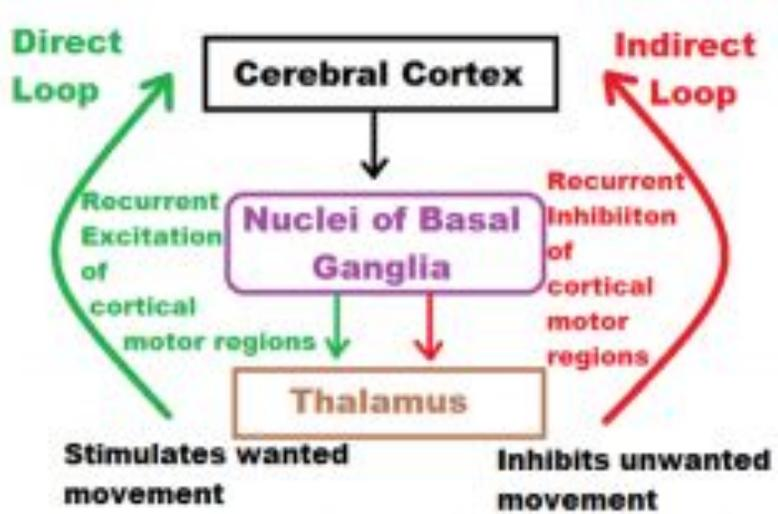 Direct
Loop
Cerebral Cortex
Indirect
Loop
Recurrent
Excitation
of
cortical
motor regions
Nuclei of Basal
Ganglia
Recurrent
Inhibiiton
of
cortical
motor
regions
Thalamus
Stimulates wanted
movement
Inhibits unwanted
movement